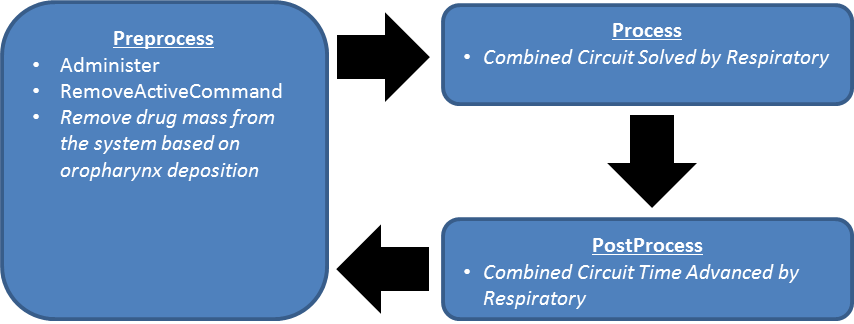 Preprocess
• Administer
• RemoveActiveCommand
• Remove drug mass from
the system based on
oropharynx deposition
Process
• Combined Circuit Solved by Respiratory
PostProcess
• Combined Circuit Time Advanced by
Respiratory